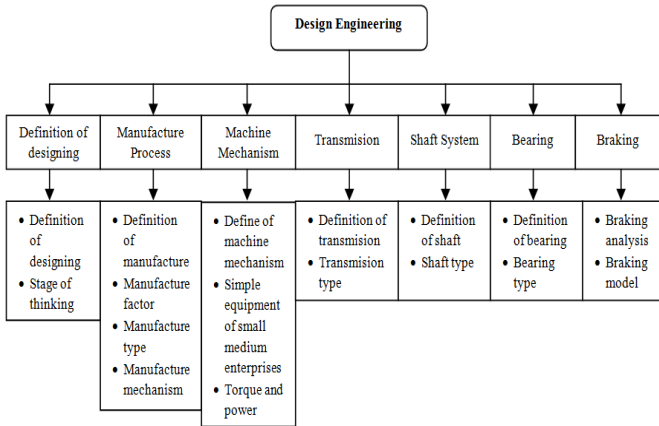 Design Engineering
Definition of
designing
Manufacture
Process
Machine
Mechanism
Transmision
Shaft System
Bearing
Braking
• Definition
of
designing
• Stage of
thinking
• Definition
of
manufacture
• Manufacture
factor
• Manufacture
type
• Manufacture
mechanism
• Define of
machine
mechanism
• Simple
equipment
of small
medium
enterprises
• Torque and
power
• Definition of
transmision
• Transmision
type
• Definition
of shaft
• Shaft type
• Definition
of bearing
• Bearing
type
• Braking
analysis
• Braking
model